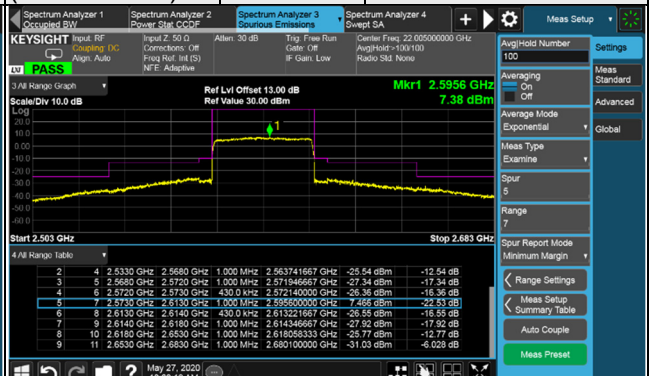 Spectrum Analyzer 1
Occupied BW
Spectrum Analyzer 2
Power Stat CCDF
Spectrum Analyzer 3
Spurious Emissions
Spectrum Analyzer 4
Swept SA
Meas Setup
KEYSIGHT
Input: RF
Coupling: DC
Align: Auto
Input Z: 50 Ω
Corrections: Off
Freq Ref: Int (S)
NFE: Adaptive
Atten: 30 dB
Trig: Free Run
Gate: Off
IF Gain: Low
Center Freq: 22.005000000 GHz
Avg|Hold:>100/100
Radio Std: None
LXI PASS
3 All Range Graph
Scale/Div 10.0 dB
Ref Lvl Offset 13.00 dB
Ref Value 30.00 dBm
Mkr1 2.5956 GHz
7.38 dBm
Log
20.0
10.0
0.00
-10.0
-20.0
-30.0
-40.0
-50.0
-60.0
1
Start 2.503 GHz
Stop 2.683 GHz
4 All Range Table
2 4 2.5330 GHz 2.5680 GHz 1.000 MHz 2.563741667 GHz -25.54 dBm -12.54 dB
3 5 2.5680 GHz 2.5720 GHz 1.000 MHz 2.571946667 GHz -27.34 dBm -17.34 dB
4 6 2.5720 GHz 2.5730 GHz 430.0 kHz 2.572140000 GHz -26.36 dBm -16.36 dB
5 7 2.5730 GHz 2.6130 GHz 1.000 MHz 2.595600000 GHz 7.466 dBm -22.53 dB
6 8 2.6130 GHz 2.6140 GHz 430.0 kHz 2.613221667 GHz -26.55 dBm -16.55 dB
7 9 2.6140 GHz 2.6180 GHz 1.000 MHz 2.614346667 GHz -27.92 dBm -17.92 dB
8 10 2.6180 GHz 2.6530 GHz 1.000 MHz 2.618058333 GHz -25.77 dBm -12.77 dB
9 11 2.6530 GHz 2.6830 GHz 1.000 MHz 2.680100000 GHz -31.03 dBm -6.028 dB
Avg|Hold Number
100
Averaging
On
Off
Average Mode
Exponential
Meas Type
Examine
Spur
5
Range
7
Spur Report Mode
Minimum Margin
Range Settings
Meas Setup
Summary Table
Auto Couple
Meas Preset
Settings
Meas
Standard
Advanced
Global
May 27, 2020